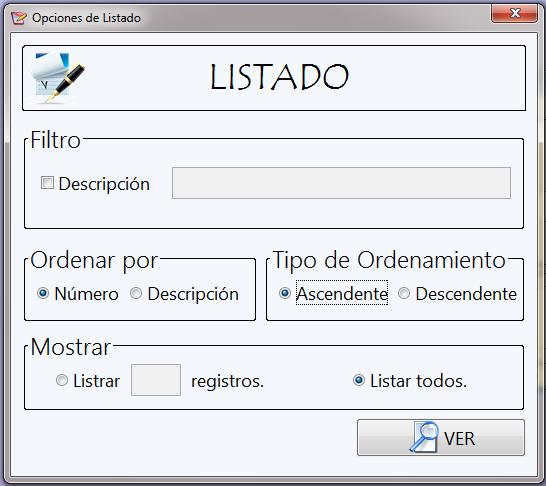 Opciones de Listado
LISTADO
Filtro
Descripción
Ordenar por
Número Descripción
Tipo de Ordenamiento
Ascendente Descendente
Mostrar
Listrar registros. Listar todos.
VER